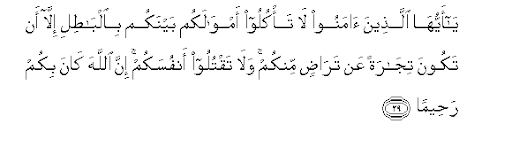 يَـٰٓأَيُّهَا ٱلَّذِينَ ءَامَنُوا۟ لَا تَأْكُلُوٓا۟ أَمْوَٰلَكُم بَيْنَكُم بِٱلْبَـٰطِلِ إِلَّآ أَن
تَكُونَ تِجَـٰرَةً عَن تَرَاضٍ مِّنكُمْ ۚ وَلَا تَقْتُلُوٓا۟ أَنفُسَكُمْ ۚ إِنَّ ٱللَّهَ كَانَ بِكُمْ
رَحِيمًا ٢٩